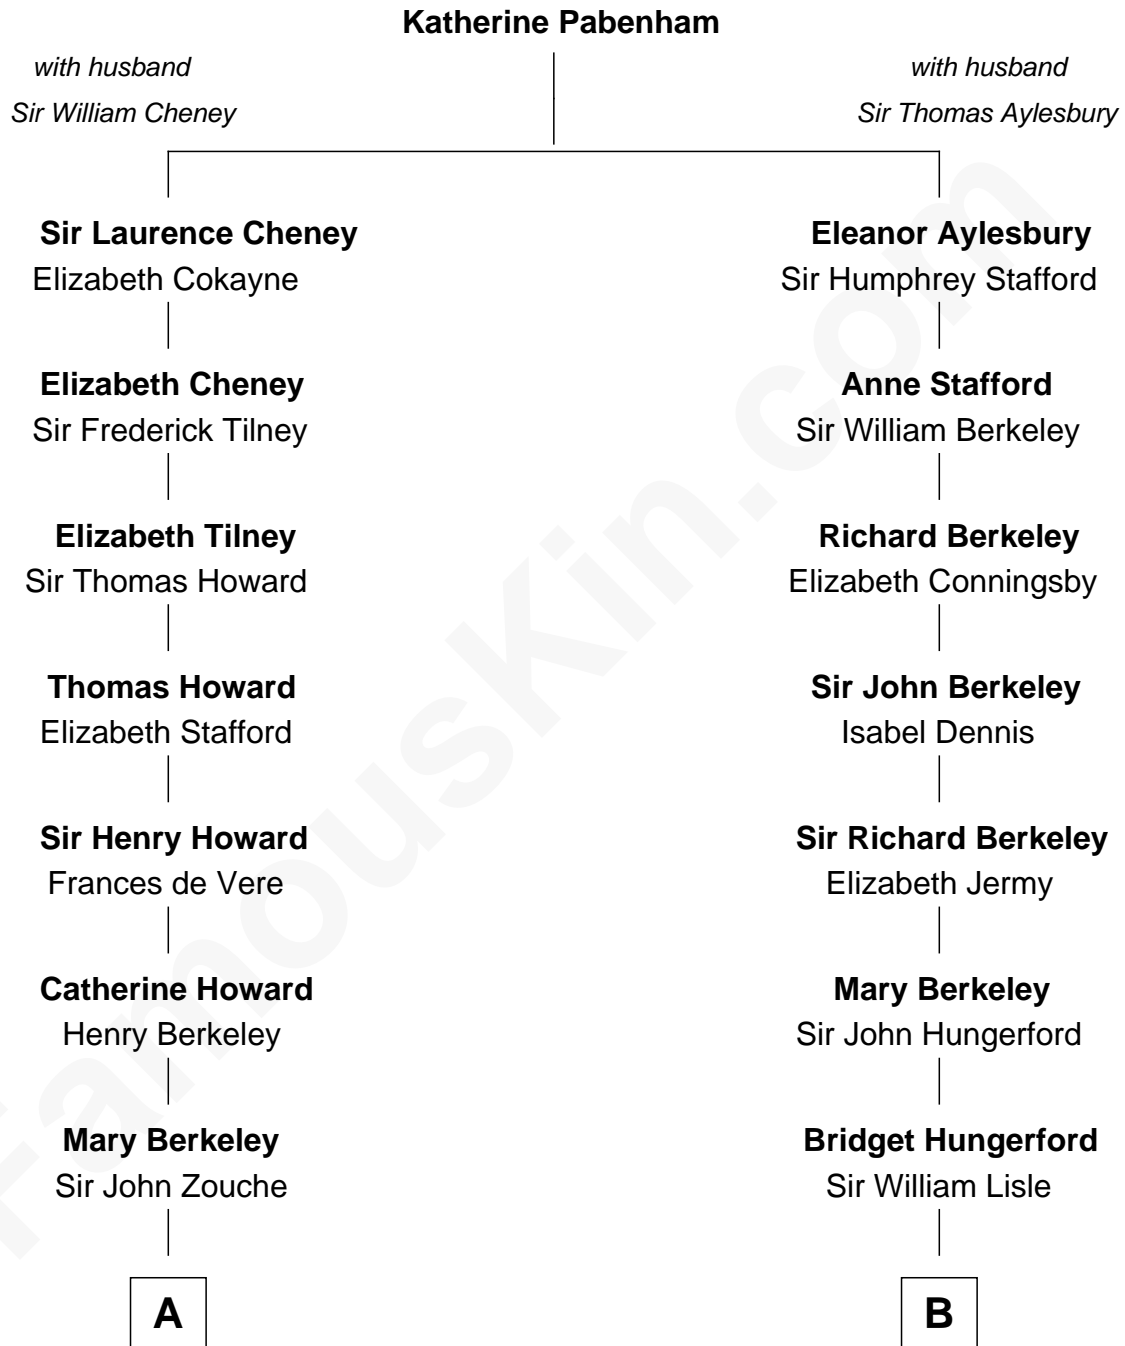 Katherine Pabenham
with husband
Sir William Cheney
with husband
Sir Thomas Aylesbury
Sir Laurence Cheney
Elizabeth Cokayne
Eleanor Aylesbury
Sir Humphrey Stafford
Elizabeth Cheney
Sir Frederick Tilney
Anne Stafford
Sir William Berkeley
Elizabeth Tilney
Sir Thomas Howard
Richard Berkeley
Elizabeth Conningsby
Thomas Howard
Elizabeth Stafford
Sir John Berkeley
Isabel Dennis
Sir Henry Howard
Frances de Vere
Sir Richard Berkeley
Elizabeth Jermy
Catherine Howard
Henry Berkeley
Mary Berkeley
Sir John Hungerford
Mary Berkeley
Sir John Zouche
Bridget Hungerford
Sir William Lisle
A
B
FamousKin.com